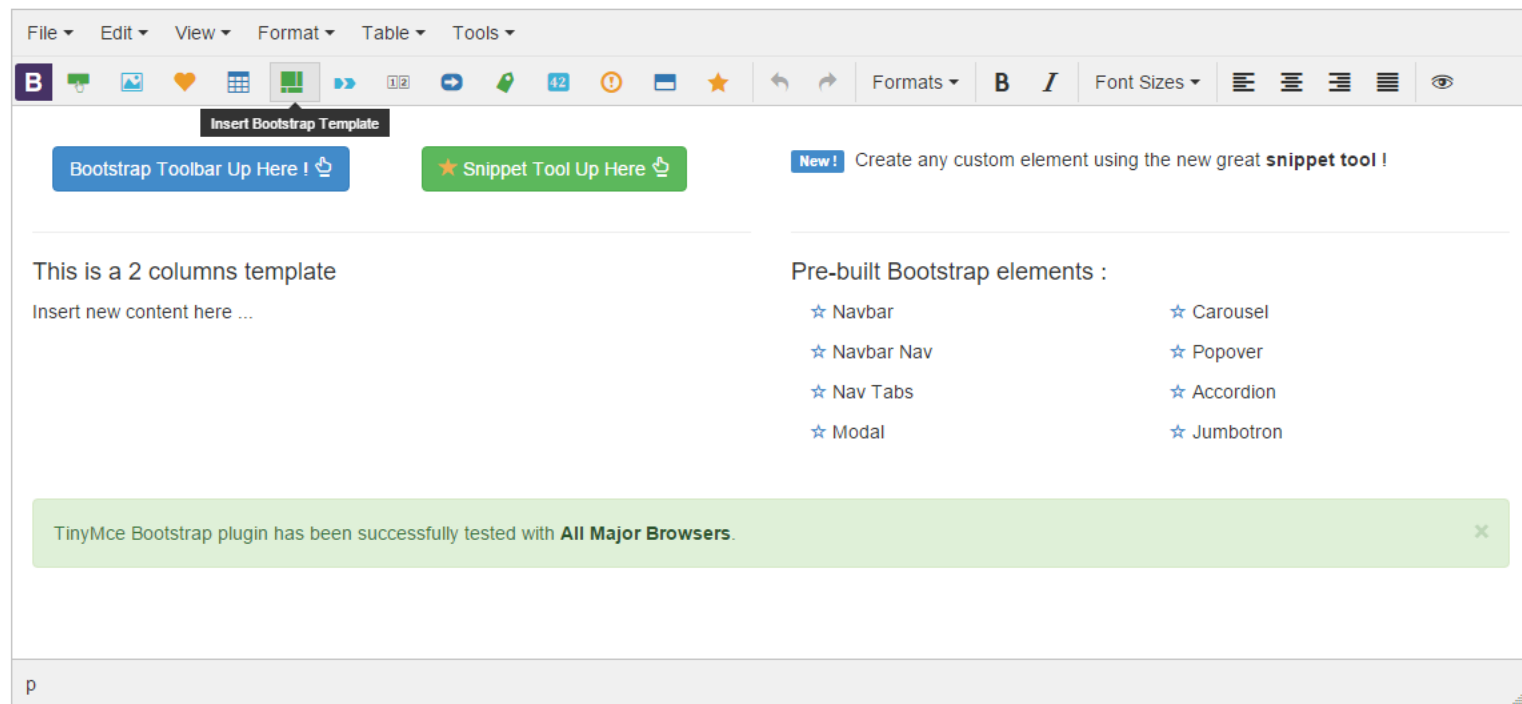 File Edit View Format Table Tools
B 12 42 Formats B I Font Sizes
Insert Bootstrap Template
Bootstrap Toolbar Up Here ! Snippet Tool Up Here New ! Create any custom element using the new great snippet tool !
This is a 2 columns template
Insert new content here ...
Pre-built Bootstrap elements :
Navbar Carousel
Navbar Nav Popover
Nav Tabs Accordion
Modal Jumbotron
TinyMce Bootstrap plugin has been successfully tested with All Major Browsers. ×
p